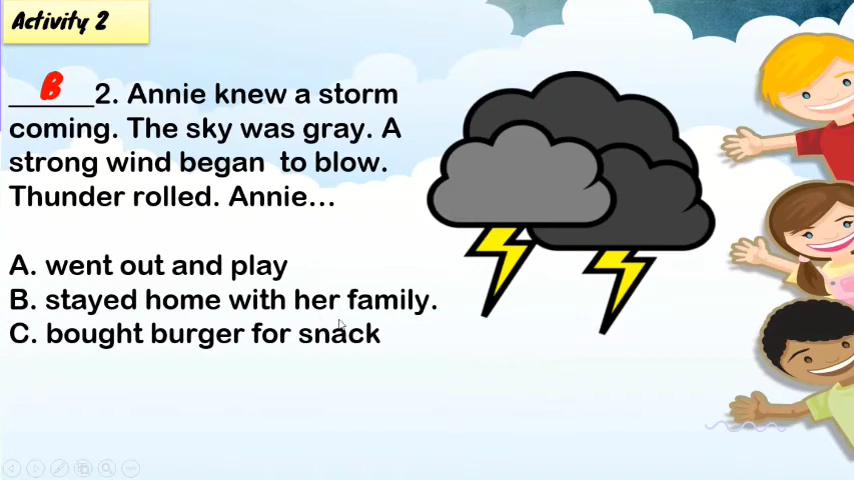 Activity 2
B
______2. Annie knew a storm
coming. The sky was gray. A
strong wind began to blow.
Thunder rolled. Annie...
A. went out and play
B. stayed home with her family.
C. bought burger for snack